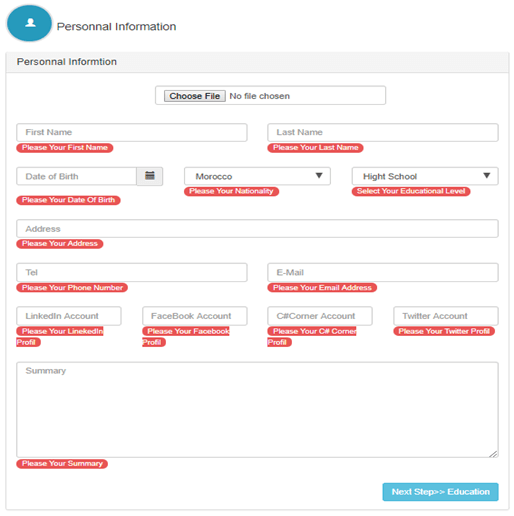 Personnal Information
Personnal Informtion
Choose File No file chosen
First Name Last Name
Please Your First Name Please Your Last Name
Date of Birth Morocco Hight School
Please Your Nationality Select Your Educational Level
Please Your Date Of Birth
Address
Please Your Address
Tel E-Mail
Please Your Phone Number Please Your Email Address
LinkedIn Account FaceBook Account C#Corner Account Twitter Account
Please Your LinekedIn Please Your Facebook Please Your C# Corner Please Your Twitter Profil
Profil Profil Profil
Summary
Please Your Summary
Next Step>> Education